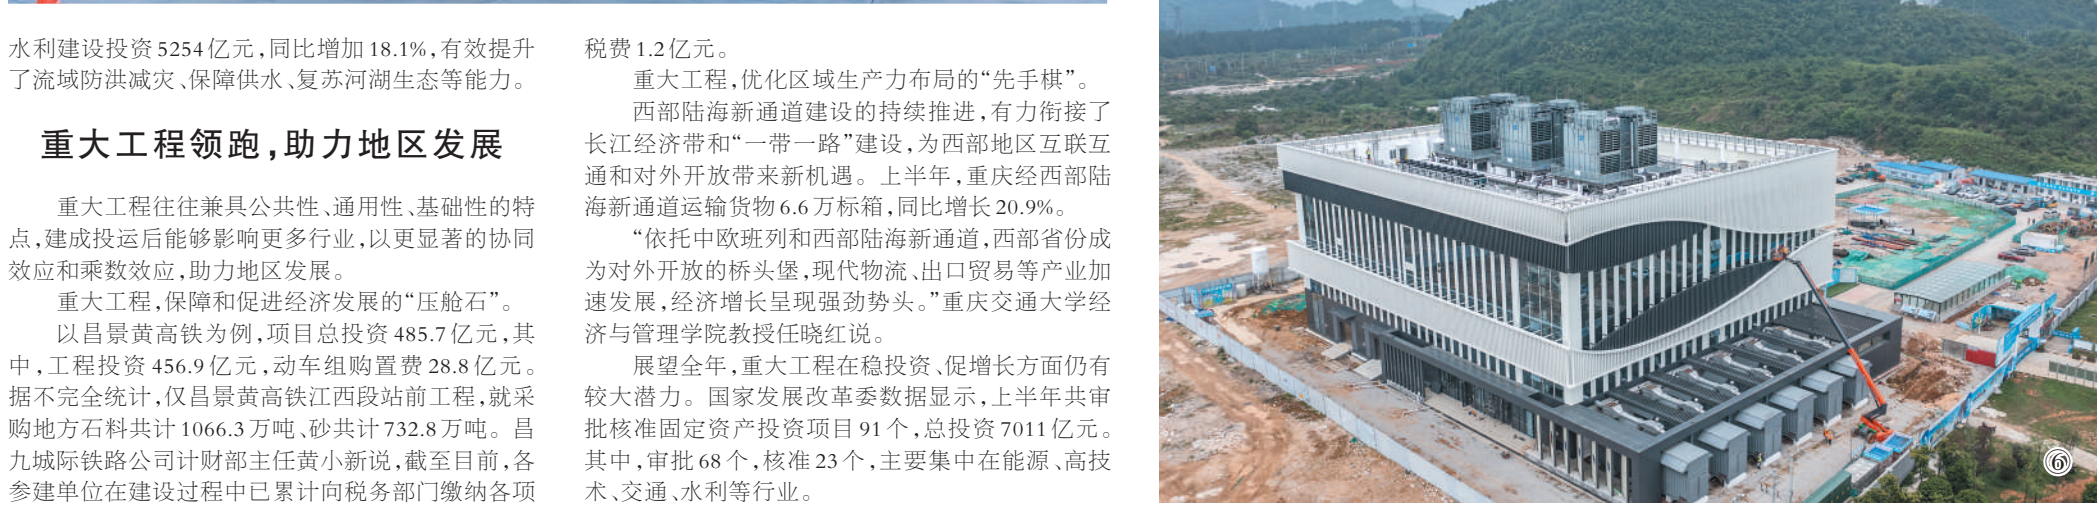 水利建设投资5254亿元,同比增加18.1%,有效提升
了流域防洪减灾、保障供水、复苏河湖生态等能力。
重大工程领跑,助力地区发展
重大工程往往兼具公共性、通用性、基础性的特
点,建成投运后能够影响更多行业,以更显著的协同
效应和乘数效应,助力地区发展。
重大工程,保障和促进经济发展的“压舱石”。
以昌景黄高铁为例,项目总投资485.7亿元,其
中,工程投资456.9亿元,动车组购置费28.8亿元。
据不完全统计,仅昌景黄高铁江西段站前工程,就采
购地方石料共计1066.3万吨、砂共计732.8万吨。昌
九城际铁路公司计财部主任黄小新说,截至目前,各
参建单位在建设过程中已累计向税务部门缴纳各项
税费1.2亿元。
重大工程,优化区域生产力布局的“先手棋”。
西部陆海新通道建设的持续推进,有力衔接了
长江经济带和“一带一路”建设,为西部地区互联互
通和对外开放带来新机遇。上半年,重庆经西部陆
海新通道运输货物6.6万标箱,同比增长20.9%。
“依托中欧班列和西部陆海新通道,西部省份成
为对外开放的桥头堡,现代物流、出口贸易等产业加
速发展,经济增长呈现强劲势头。”重庆交通大学经
济与管理学院教授任晓红说。
展望全年,重大工程在稳投资、促增长方面仍有
较大潜力。国家发展改革委数据显示,上半年共审
批核准固定资产投资项目91个,总投资7011亿元。
其中,审批68个,核准23个,主要集中在能源、高技
术、交通、水利等行业。
⑥